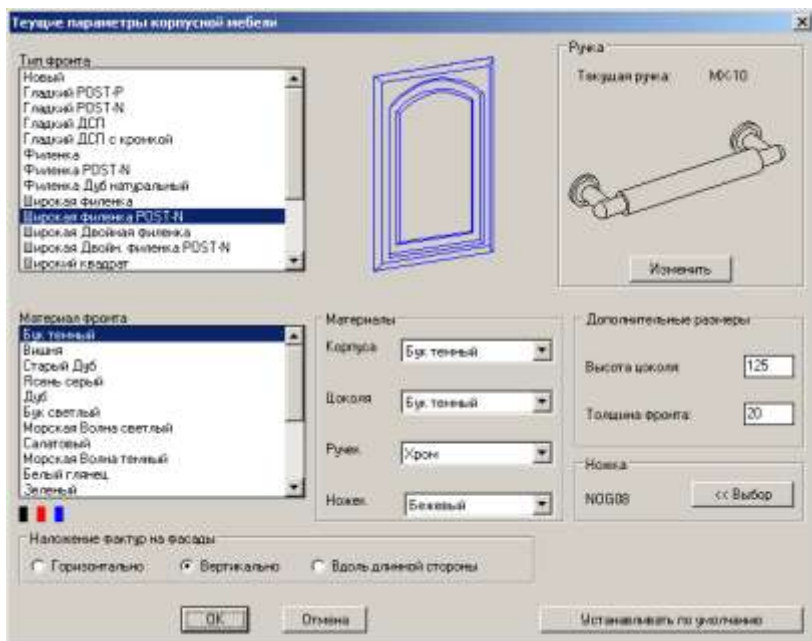 Теущие параметры корпусной мебели
Тип фронта
Новый
Гладкий POST-P
Гладкий POST-N
Гладкий ДСП
Гладкий ДСП с кромкой
Филенка
Филенка POST-N
Филенка Дуб натуральный
Широкая филенка
Широкая филенка POST-N
Широкая Двойная филенка
Широкая Двойн. филенка POST-N
Широкий квадрат
Ручка
Текущая ручка: MX-10
Изменить
Материал фронта
Бук темный
Вишня
Старый Дуб
Ясень серый
Дуб
Бук светлый
Морская Волна светлый
Салатовый
Морская Волна темный
Белый глянец
Зеленый
Материалы
Корпуса Бук темный
Цоколя Бук темный
Ручек Хром
Ножек Бежевый
Дополнительные размеры
Высота цоколя: 125
Толщина фронта: 20
Ножка
NOG08 << Выбор
Наложение фактур на фасады
Горизонтально Вертикально Вдоль длинной стороны
OK Отмена Устанавливать по умолчанию